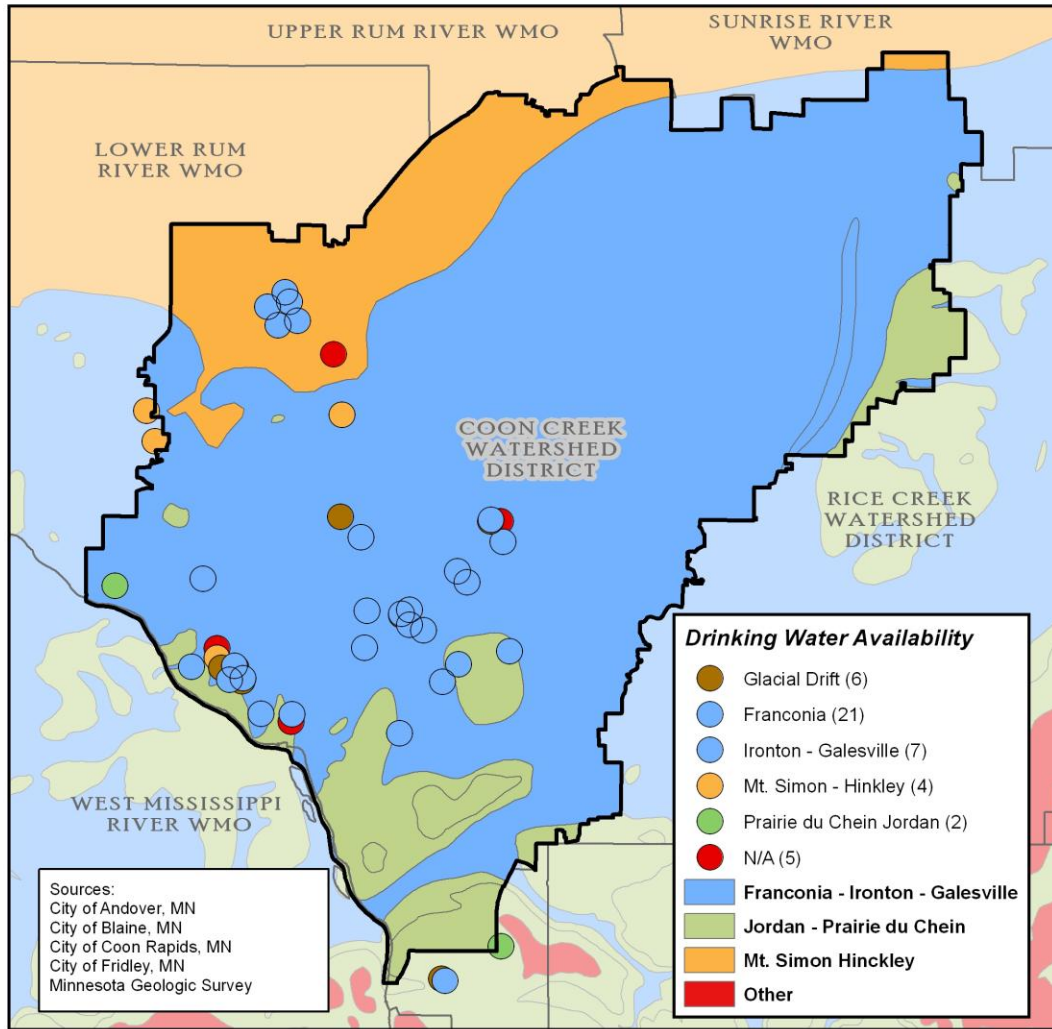 UPPER RUM RIVER WMO
SUNRISE RIVER
WMO
LOWER RUM
RIVER WMO
COON CREEK
WATERSHED
DISTRICT
RICE CREEK
WATERSHED
DISTRICT
WEST MISSISSIPPI
RIVER WMO
Drinking Water Availability
Glacial Drift (6)
Franconia (21)
Ironton - Galesville (7)
Mt. Simon - Hinkley (4)
Prairie du Chein Jordan (2)
N/A (5)
Franconia - Ironton - Galesville
Jordan - Prairie du Chein
Mt. Simon Hinckley
Other
Sources:
City of Andover, MN
City of Blaine, MN
City of Coon Rapids, MN
City of Fridley, MN
Minnesota Geologic Survey